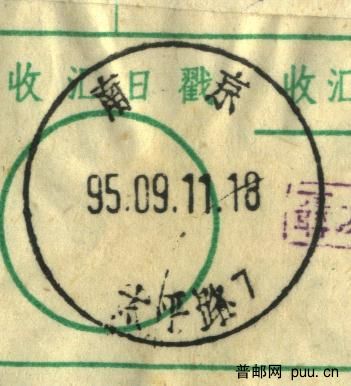 收汇日戳 收汇
南京
95.09.11.18
平路 7
普邮网 puu.cn